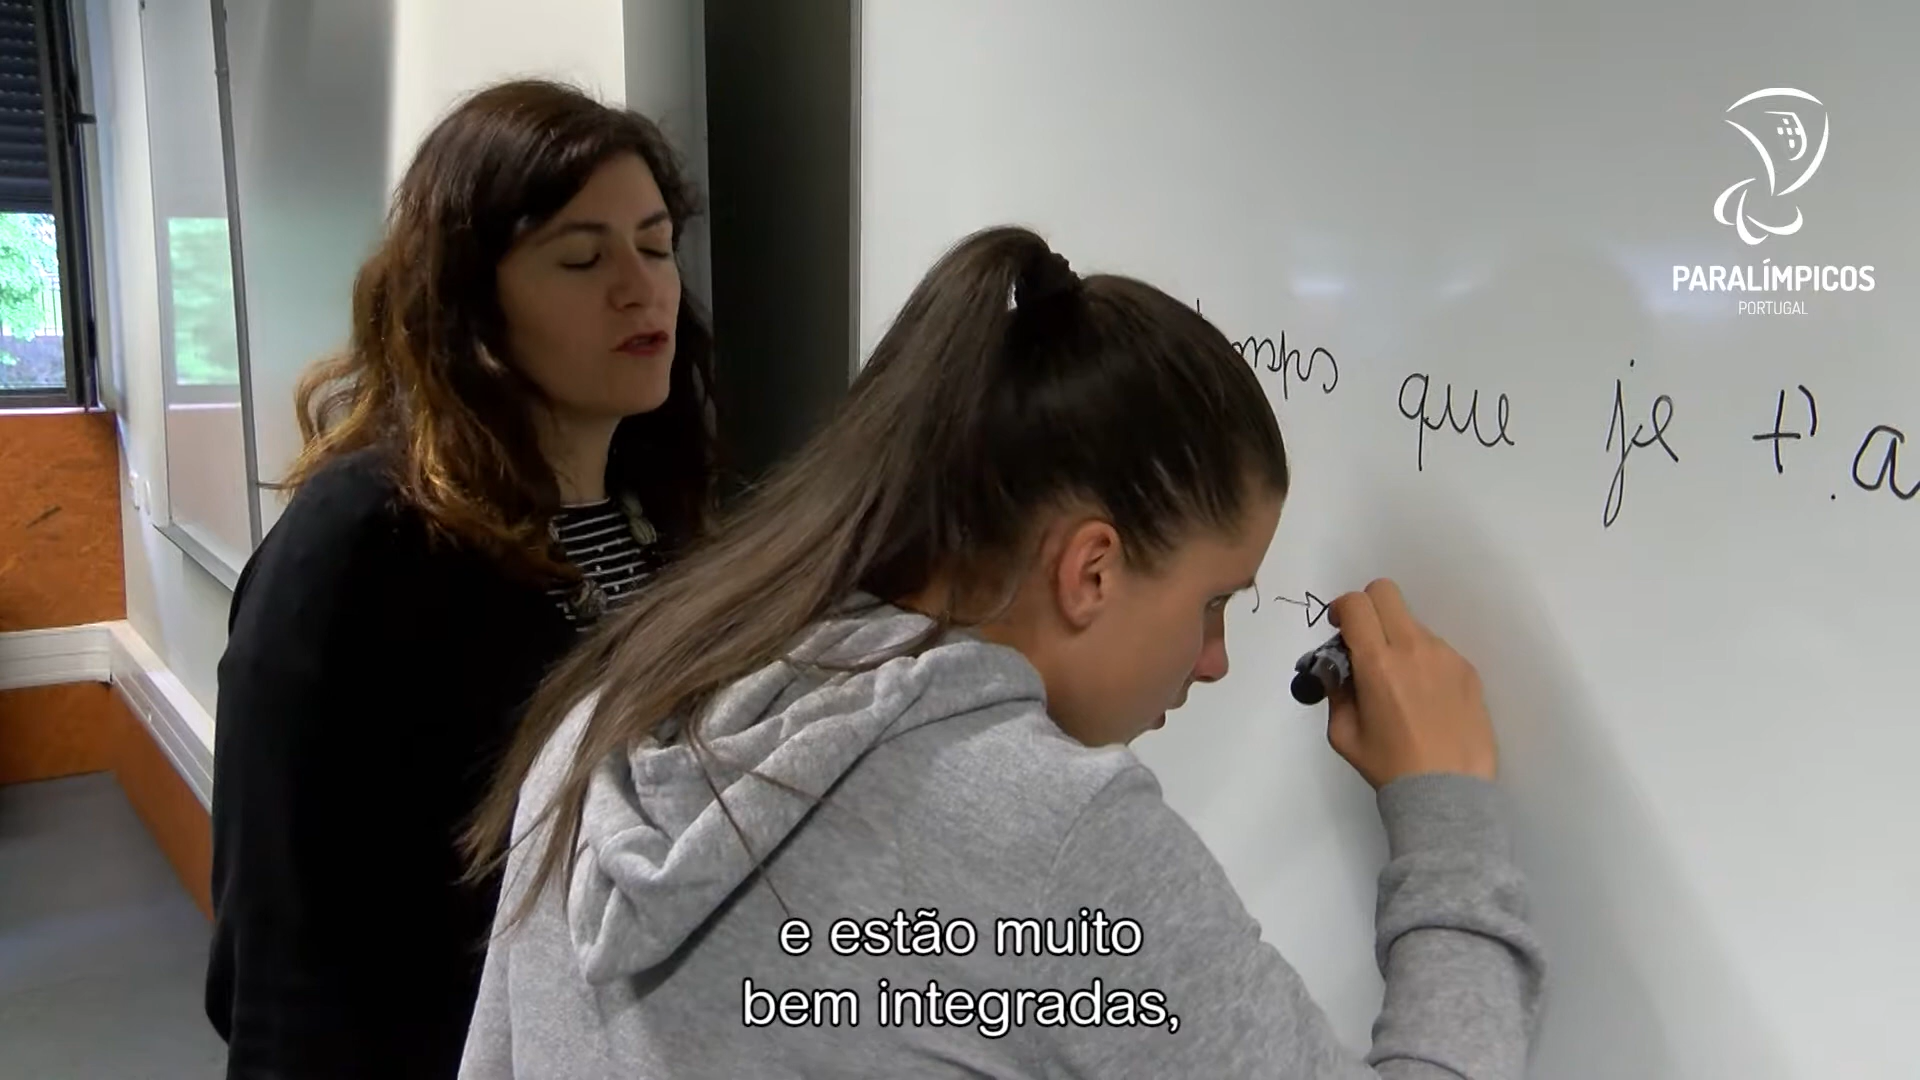 PARALÍMPICOS
PORTUGAL
que je t'a
e estão muito
bem integradas,